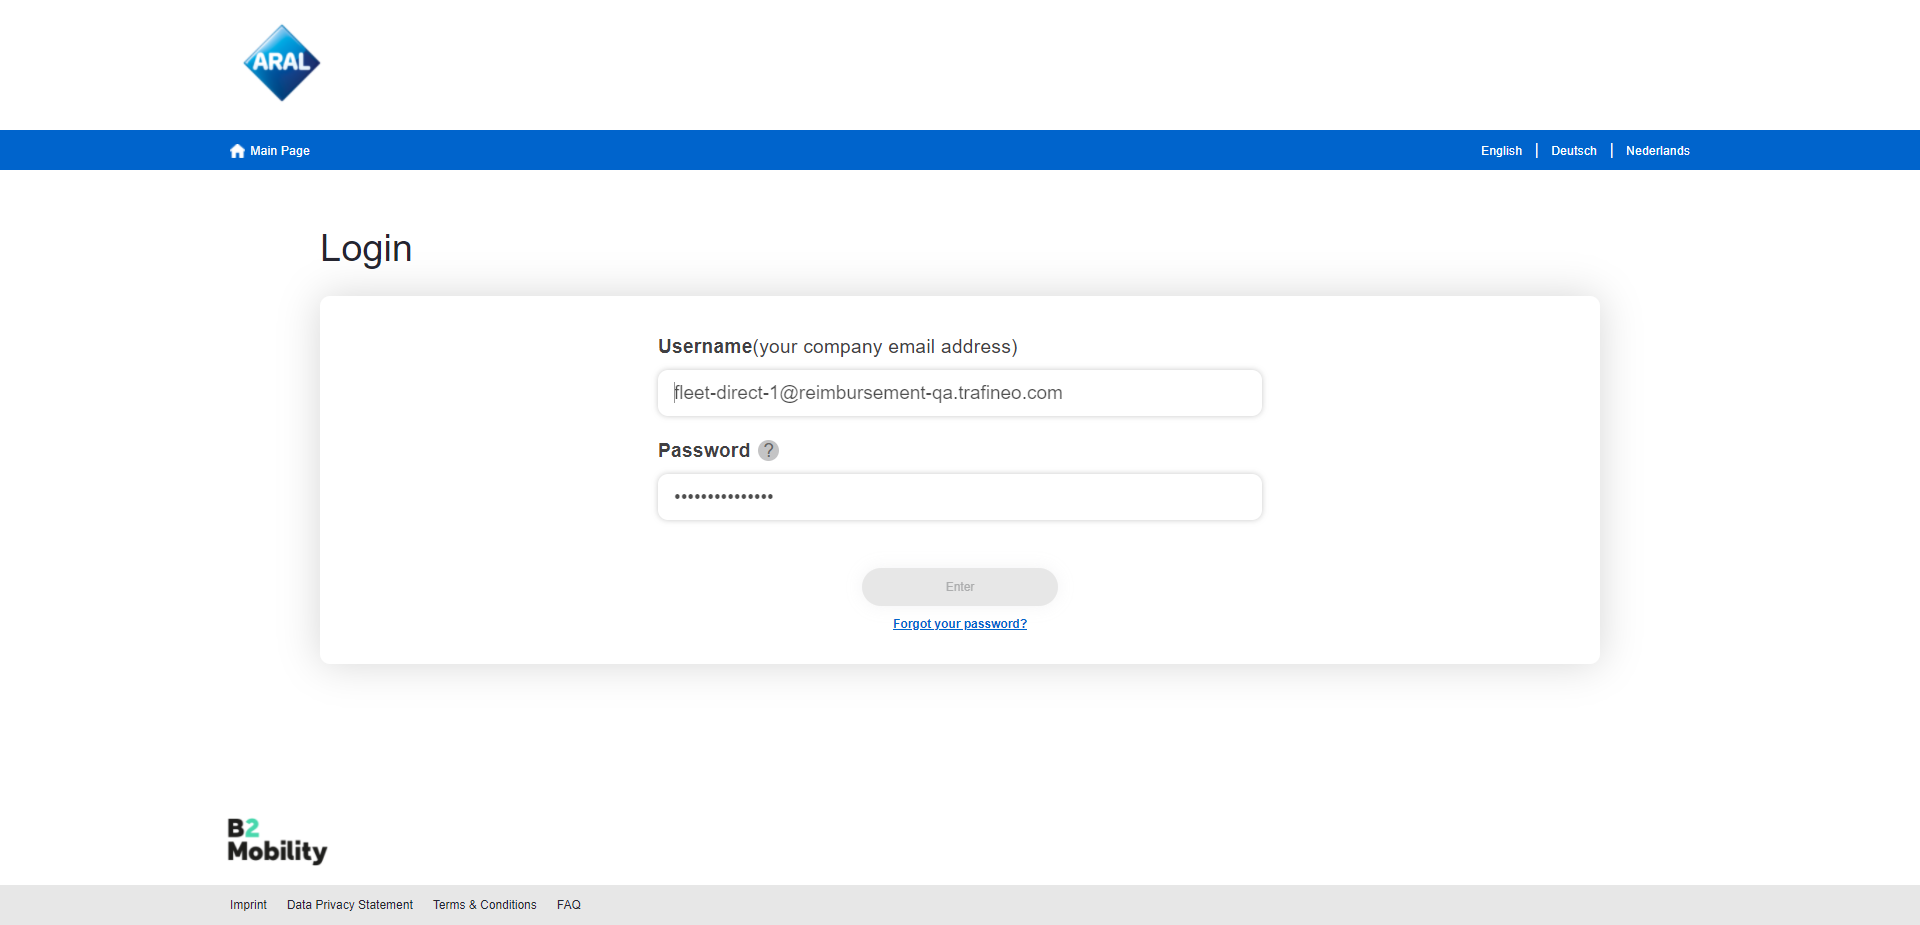 ARAL
Main Page
English | Deutsch | Nederlands
Login
Username(your company email address)
fleet-direct-1@reimbursement-qa.trafineo.com
Password ?
•••••••••••••••
Enter
Forgot your password?
B2
Mobility
Imprint Data Privacy Statement Terms & Conditions FAQ